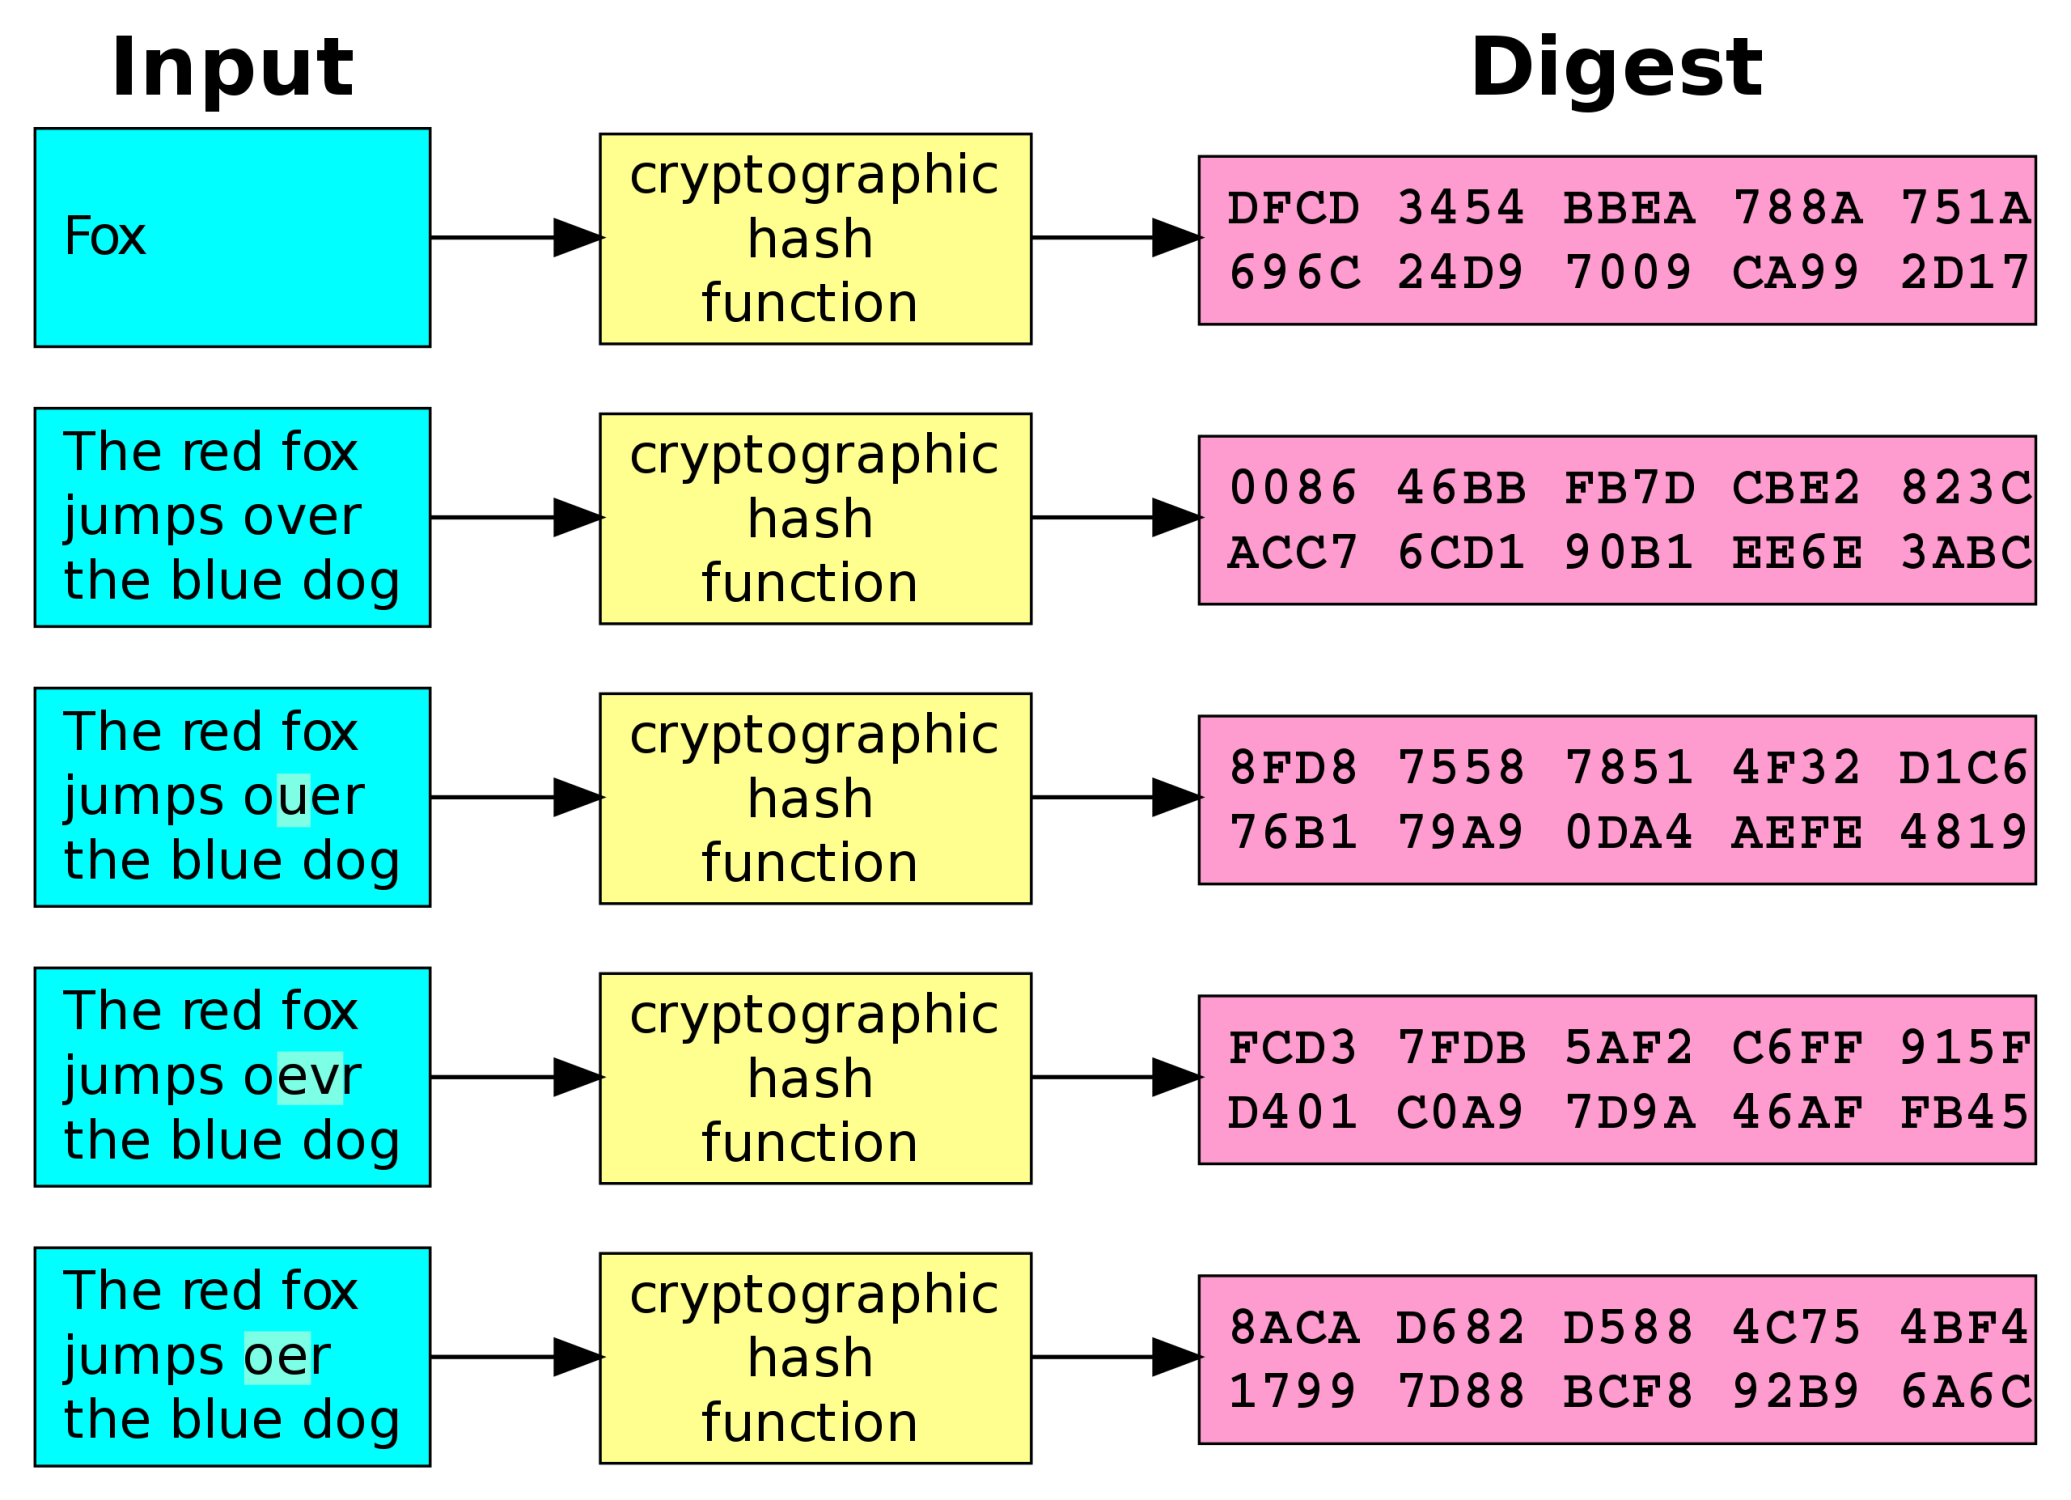 Input
Digest
Fox
cryptographic
hash
function
DFCD 3454 BBEA 788A 751A
696C 24D9 7009 CA99 2D17
The red fox
jumps over
the blue dog
cryptographic
hash
function
0086 46BB FB7D CBE2 823C
ACC7 6CD1 90B1 EE6E 3ABC
The red fox
jumps ouer
the blue dog
cryptographic
hash
function
8FD8 7558 7851 4F32 D1C6
76B1 79A9 0DA4 AEFE 4819
The red fox
jumps oevr
the blue dog
cryptographic
hash
function
FCD3 7FDB 5AF2 C6FF 915F
D401 C0A9 7D9A 46AF FB45
The red fox
jumps oer
the blue dog
cryptographic
hash
function
8ACA D682 D588 4C75 4BF4
1799 7D88 BCF8 92B9 6A6C